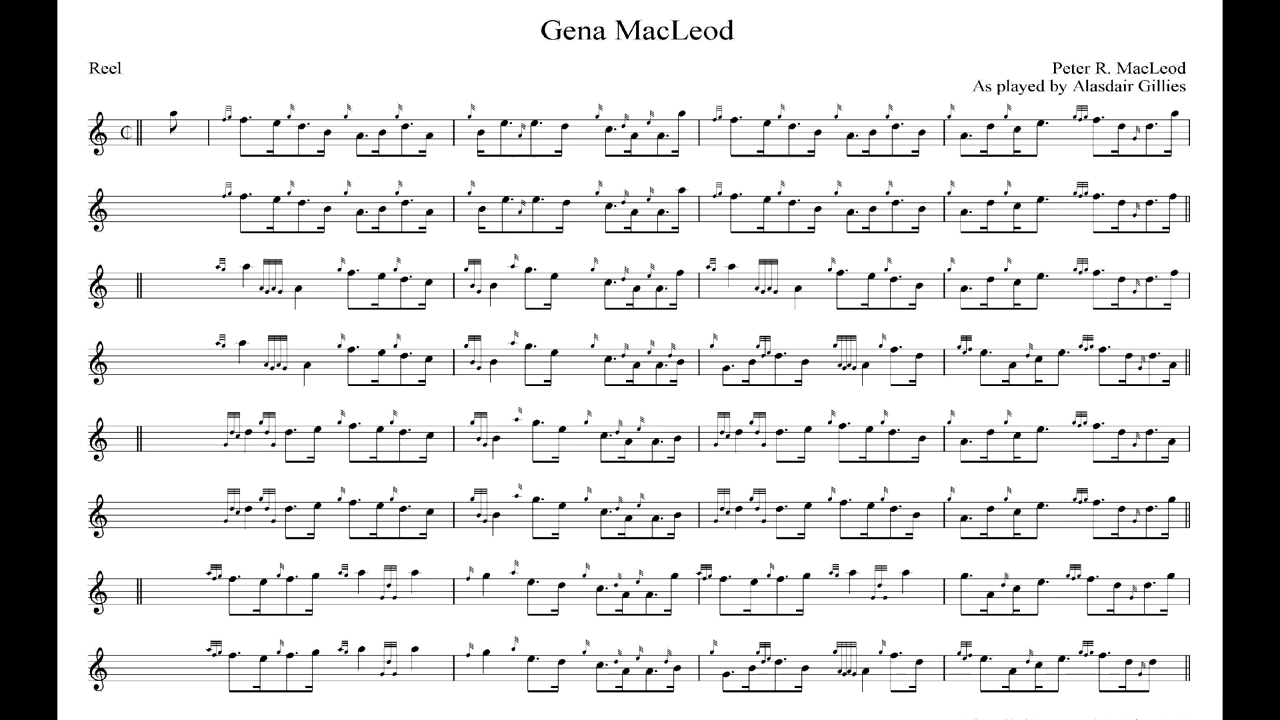 Gena MacLeod
Reel
Peter R. MacLeod
As played by Alasdair Gillies